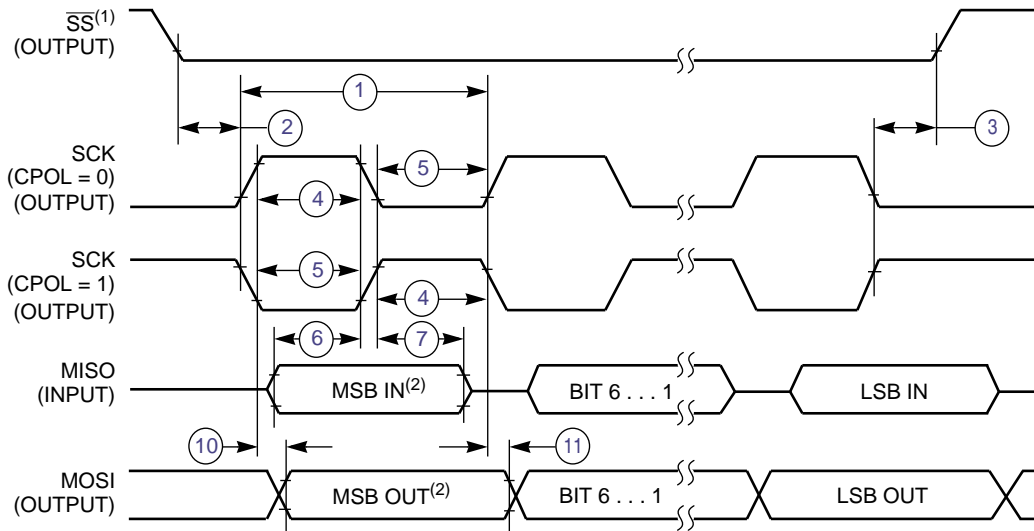 SS(1)
(OUTPUT)
1
2
3
SCK
(CPOL = 0)
(OUTPUT)
5
4
SCK
(CPOL = 1)
(OUTPUT)
5
4
6
7
MISO
(INPUT)
MSB IN(2)
BIT 6 . . . 1
LSB IN
10
11
MOSI
(OUTPUT)
MSB OUT(2)
BIT 6 . . . 1
LSB OUT